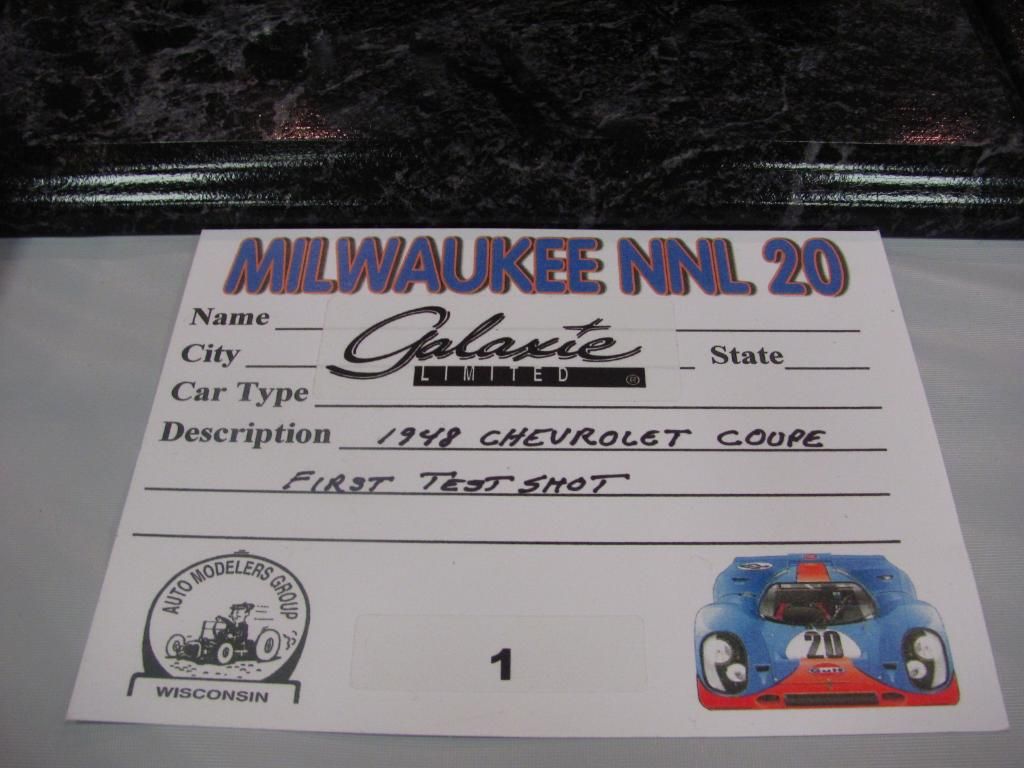 MILWAUKEE NNL 20
Name
Galaxie
LIMITED ®
City
State
Car Type
Description 1948 CHEVROLET COUPE
FIRST TEST SHOT
AUTO MODELERS GROUP
WISCONSIN
1
20
Gulf